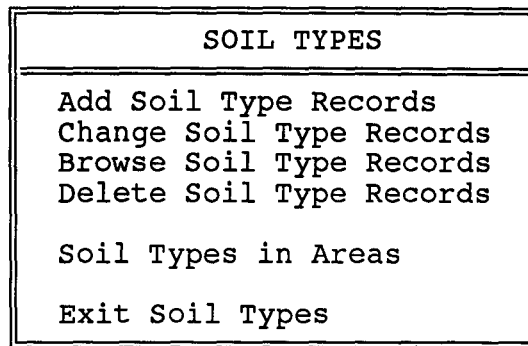 SOIL TYPES
Add Soil Type Records
Change Soil Type Records
Browse Soil Type Records
Delete Soil Type Records
Soil Types in Areas
Exit Soil Types